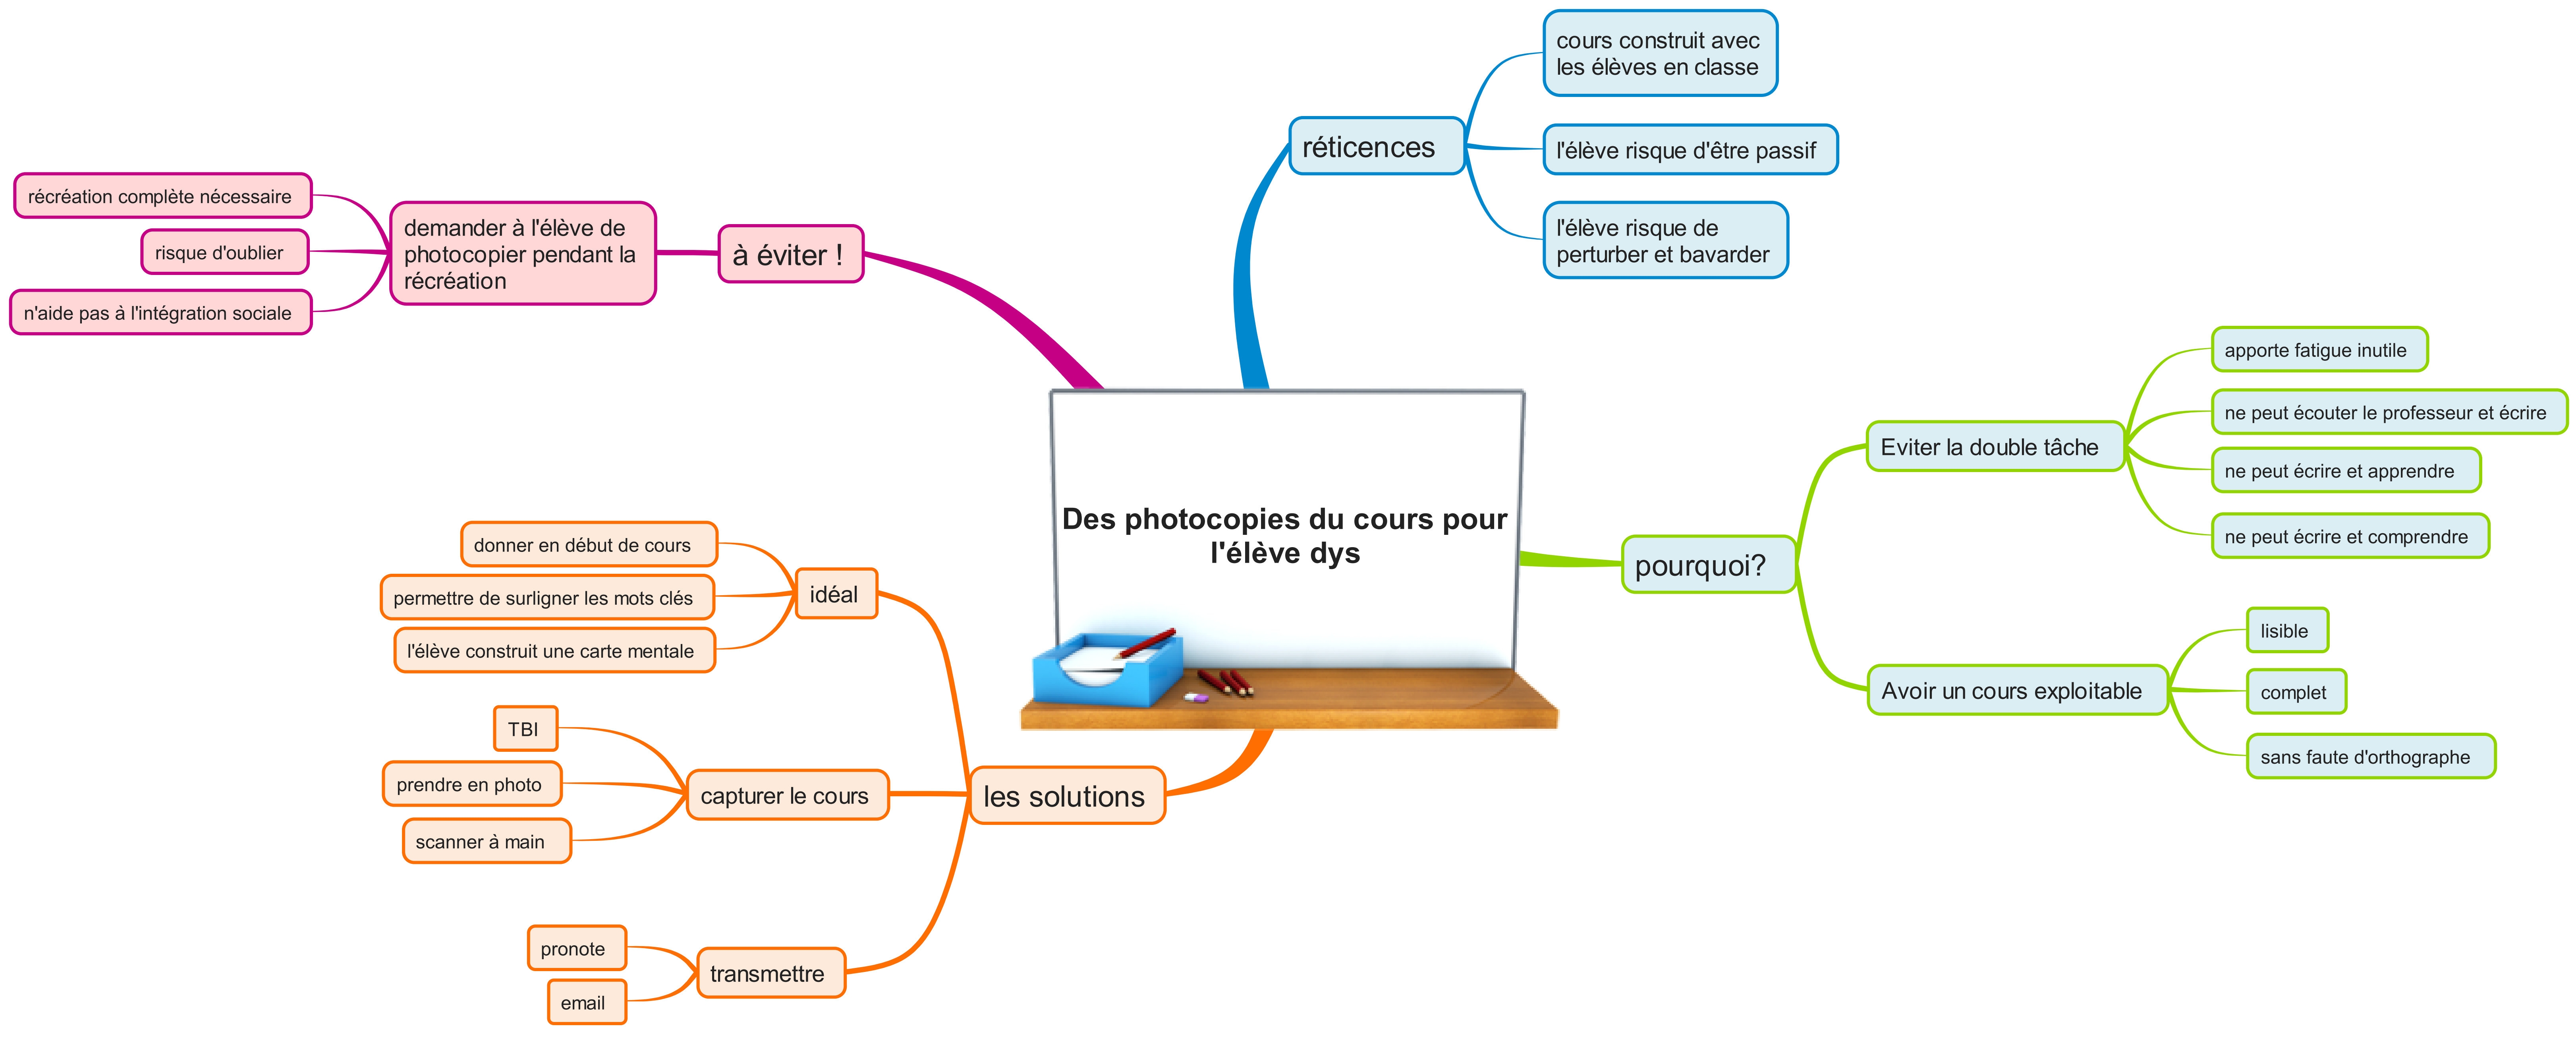 Des photocopies du cours pour
l'élève dys
réticences
cours construit avec
les élèves en classe
l'élève risque d'être passif
l'élève risque de
perturber et bavarder
pourquoi?
Eviter la double tâche
apporte fatigue inutile
ne peut écouter le professeur et écrire
ne peut écrire et apprendre
ne peut écrire et comprendre
Avoir un cours exploitable
lisible
complet
sans faute d'orthographe
les solutions
idéal
donner en début de cours
permettre de surligner les mots clés
l'élève construit une carte mentale
capturer le cours
TBI
prendre en photo
scanner à main
transmettre
pronote
email
à éviter !
demander à l'élève de
photocopier pendant la
récréation
récréation complète nécessaire
risque d'oublier
n'aide pas à l'intégration sociale